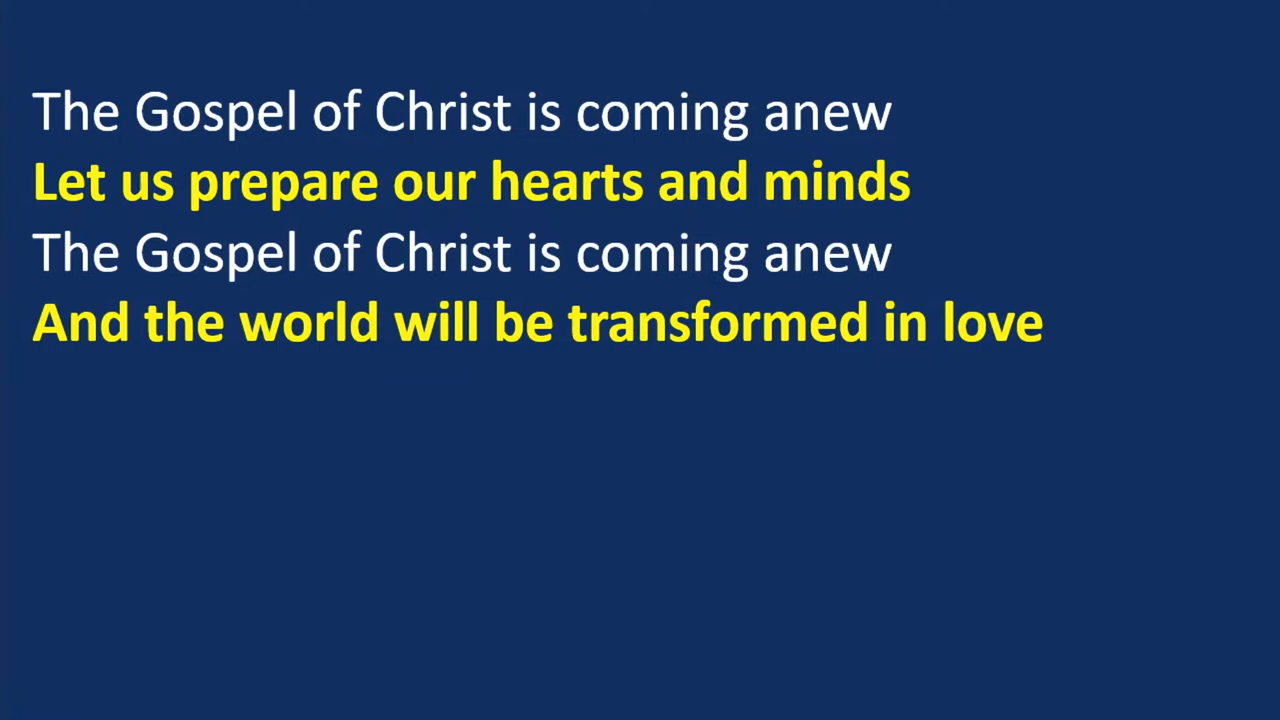 The Gospel of Christ is coming anew
Let us prepare our hearts and minds
The Gospel of Christ is coming anew
And the world will be transformed in love